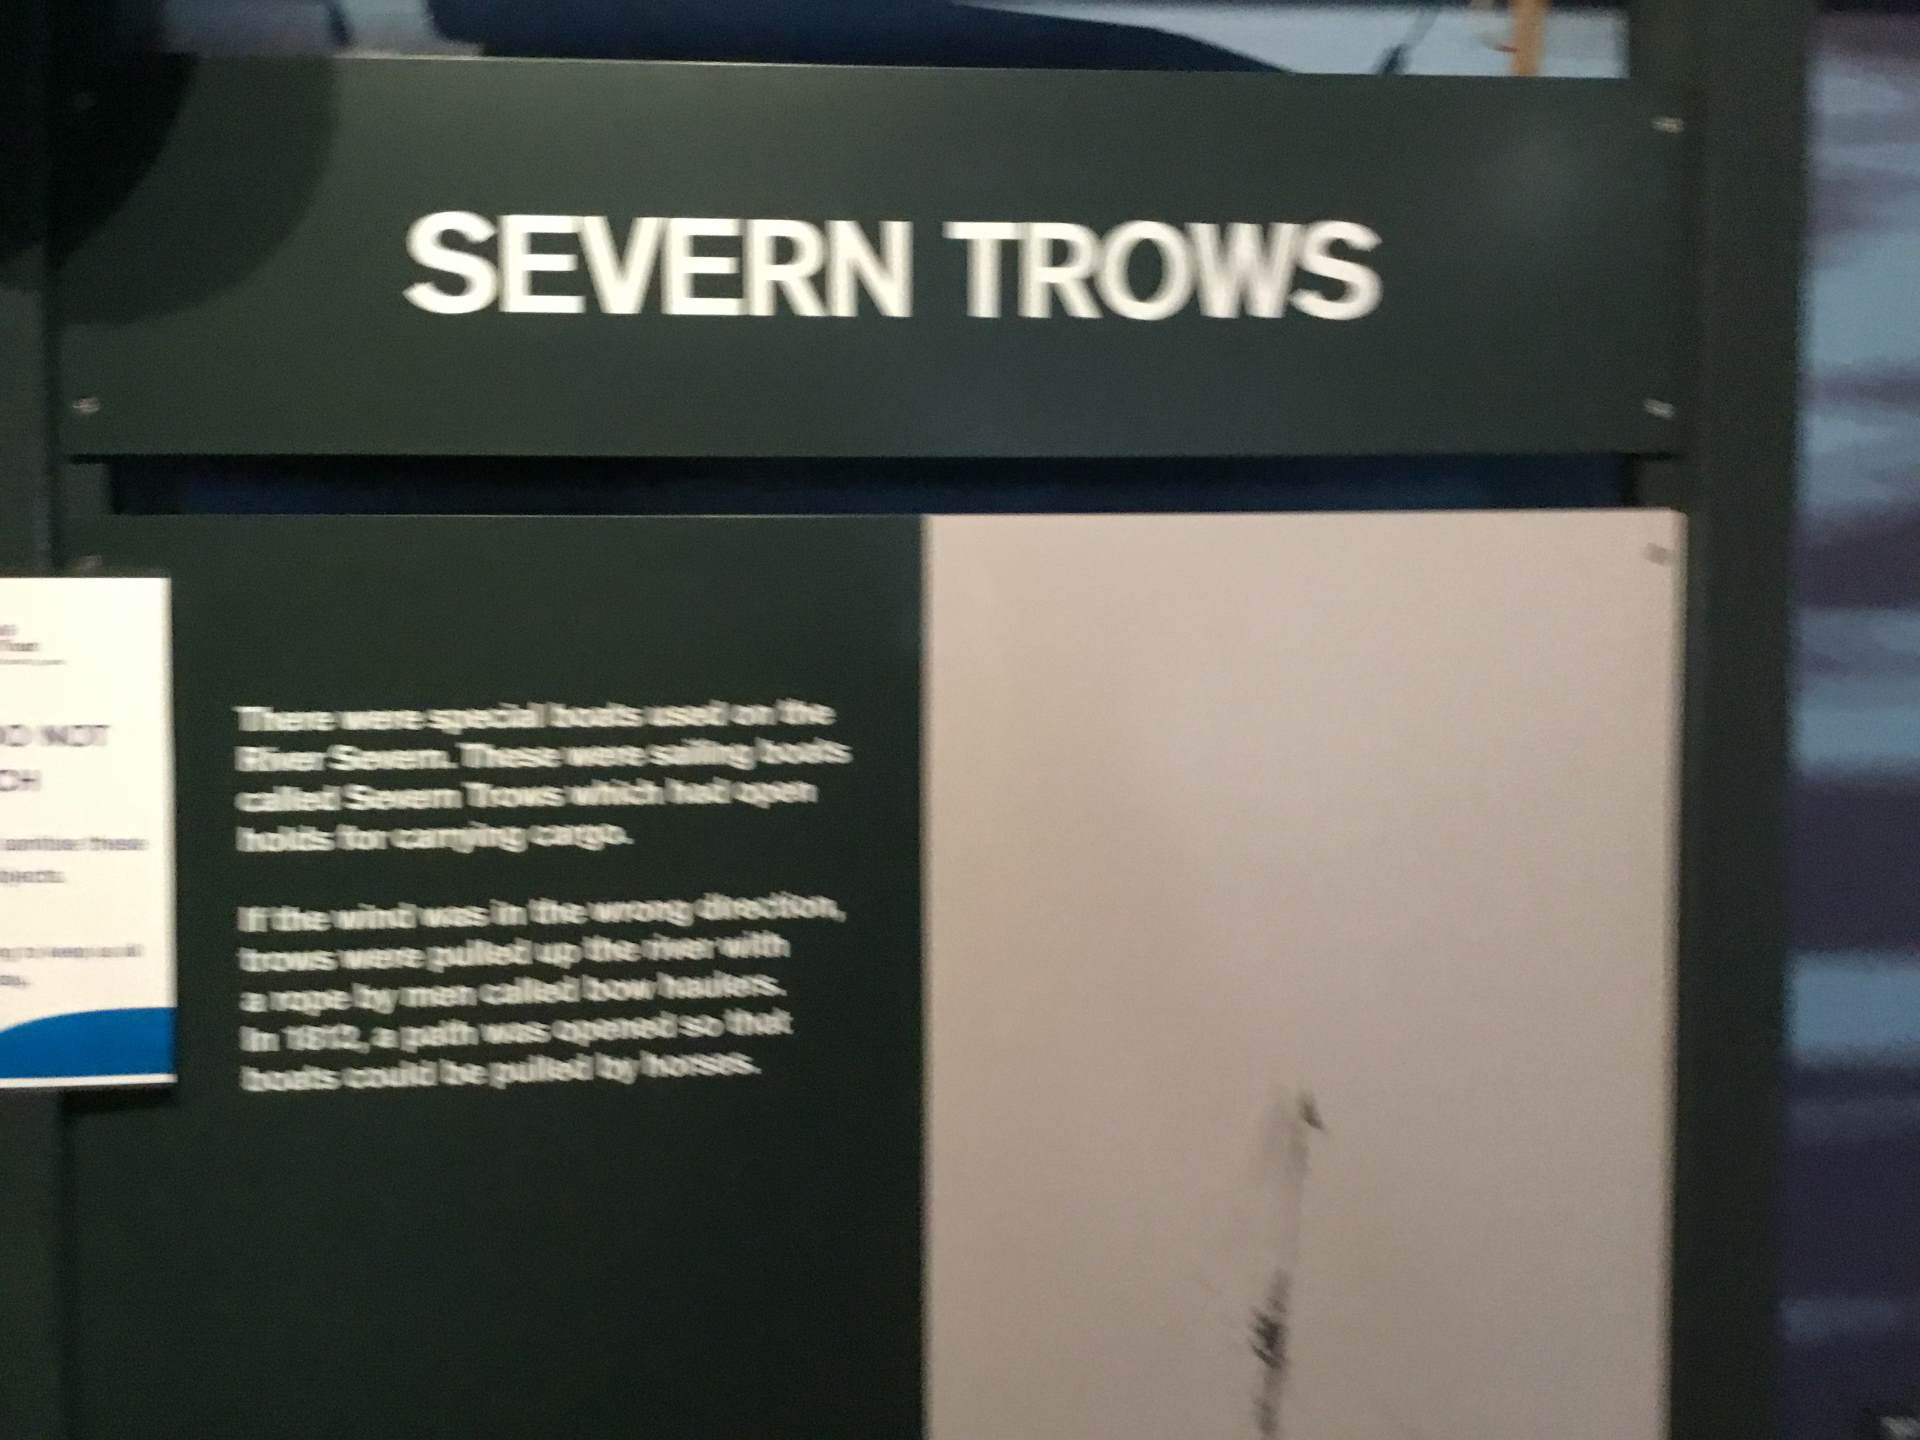 SEVERN TROWS
There were special boats used on the
River Severn. These were sailing boats
called Severn Trows which had open
holds for carrying cargo.
If the wind was in the wrong direction,
trows were pulled up the river with
a rope by men called bow haulers.
In 1812, a path was opened so that
boats could be pulled by horses.
NOT
these